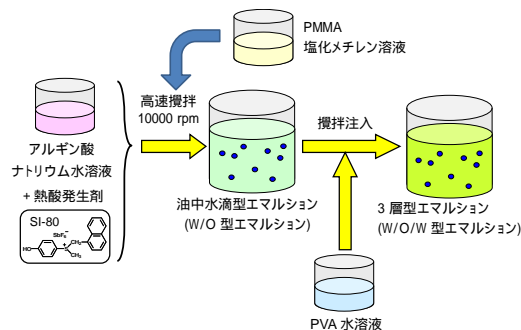 PMMA
塩化メチレン溶液
高速攪拌
10000 rpm
アルギン酸
ナトリウム水溶液
+ 熱酸発生剤
SI-80
SbF₆⁻
HO
S⁺
CH₂
CH₃
油中水滴型エマルション
(W/O 型エマルション)
攪拌注入
3 層型エマルション
(W/O/W 型エマルション)
PVA 水溶液